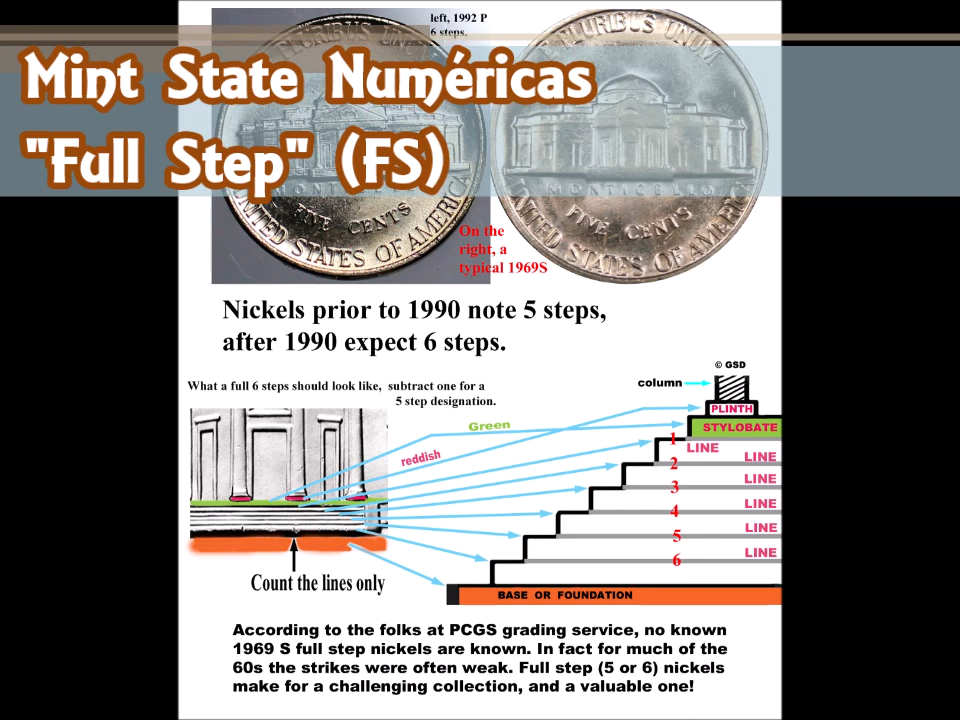 left, 1992 P
6 steps.
Mint State Numéricas
"Full Step" (FS)
PLURIBUS UNUM
MONTICELLO
FIVE CENTS
UNITED STATES OF AMERICA
PLURIBUS UNUM
MONTICELLO
FIVE CENTS
UNITED STATES OF AMERICA
On the
right, a
typical 1969S
Nickels prior to 1990 note 5 steps,
after 1990 expect 6 steps.
What a full 6 steps should look like, subtract one for a
5 step designation.
© GSD
column
PLINTH
STYLOBATE
Green
reddish
1 LINE
2 LINE
3 LINE
4 LINE
5 LINE
6 LINE
Count the lines only
BASE OR FOUNDATION
According to the folks at PCGS grading service, no known
1969 S full step nickels are known. In fact for much of the
60s the strikes were often weak. Full step (5 or 6) nickels
make for a challenging collection, and a valuable one!